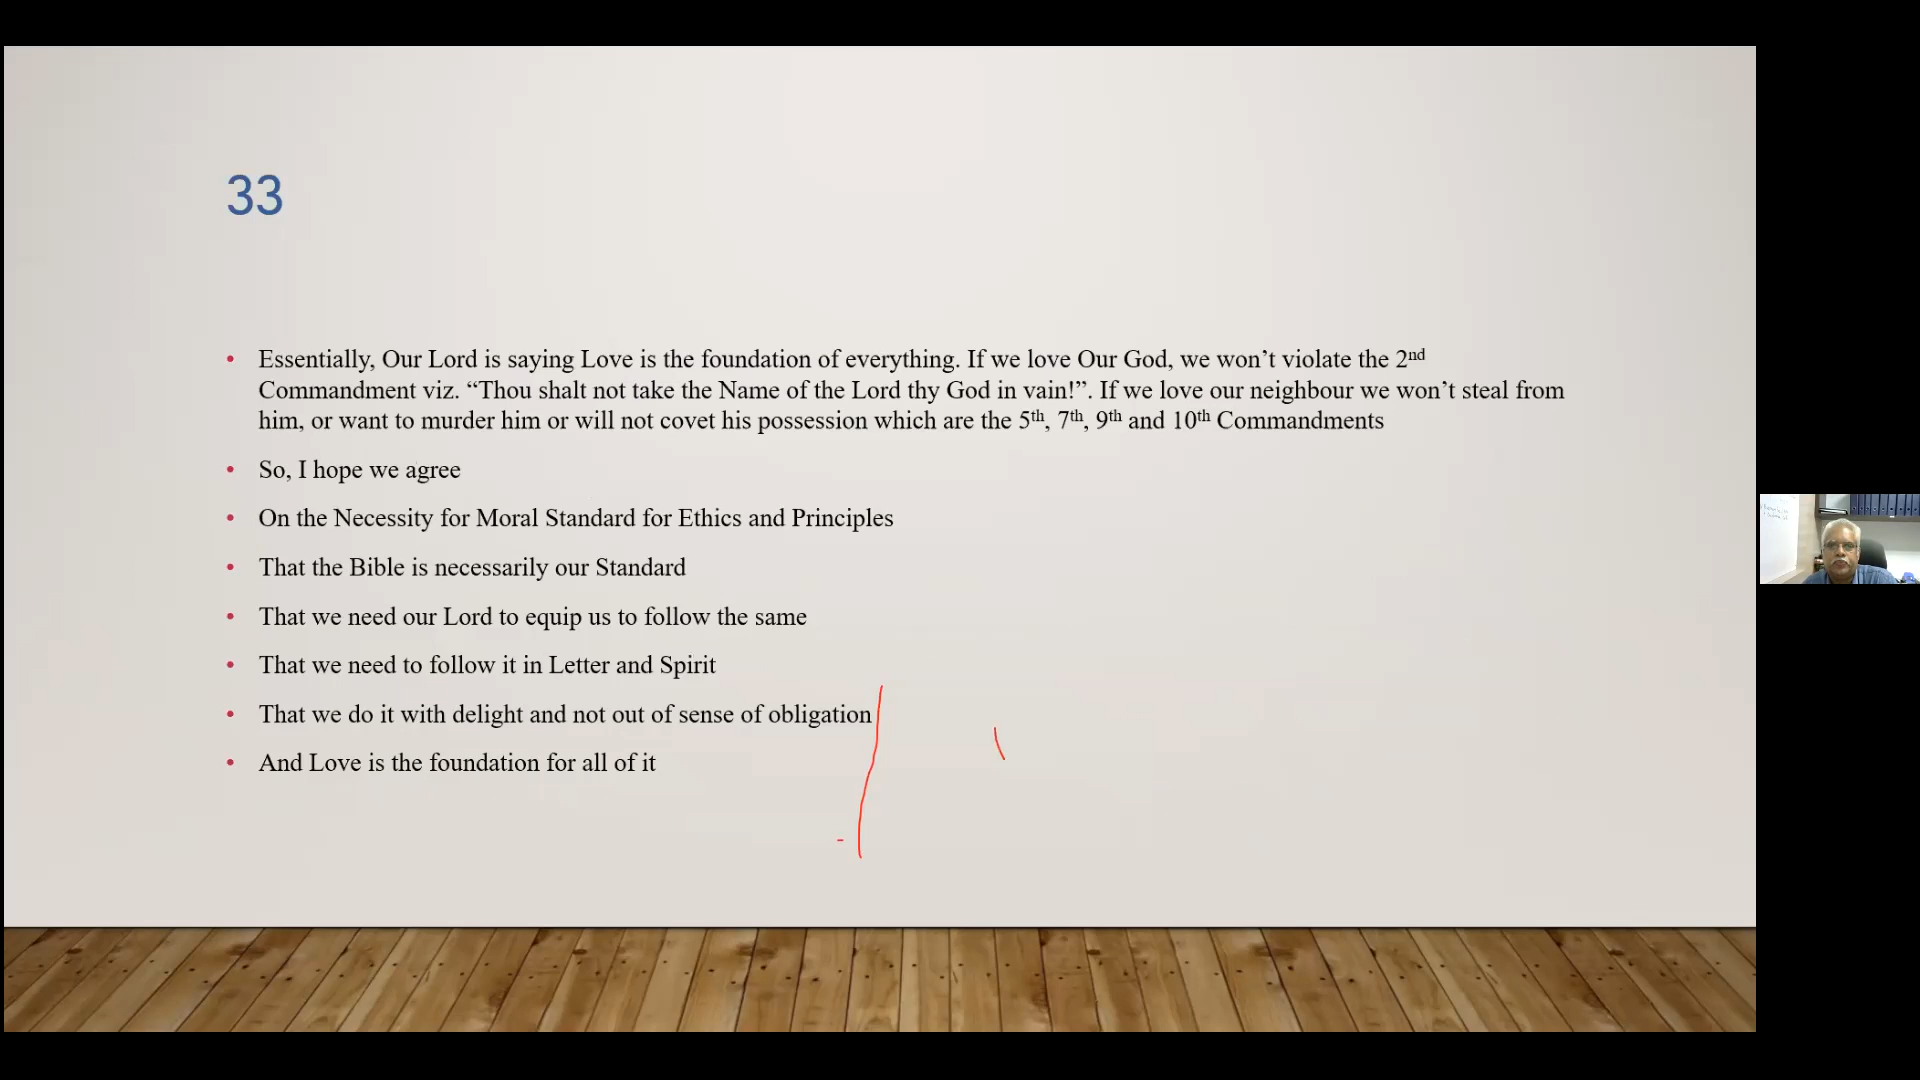 33
• Essentially, Our Lord is saying Love is the foundation of everything. If we love Our God, we won’t violate the 2nd
Commandment viz. “Thou shalt not take the Name of the Lord thy God in vain!”. If we love our neighbour we won’t steal from
him, or want to murder him or will not covet his possession which are the 5th, 7th, 9th and 10th Commandments
• So, I hope we agree
• On the Necessity for Moral Standard for Ethics and Principles
• That the Bible is necessarily our Standard
• That we need our Lord to equip us to follow the same
• That we need to follow it in Letter and Spirit
• That we do it with delight and not out of sense of obligation
• And Love is the foundation for all of it